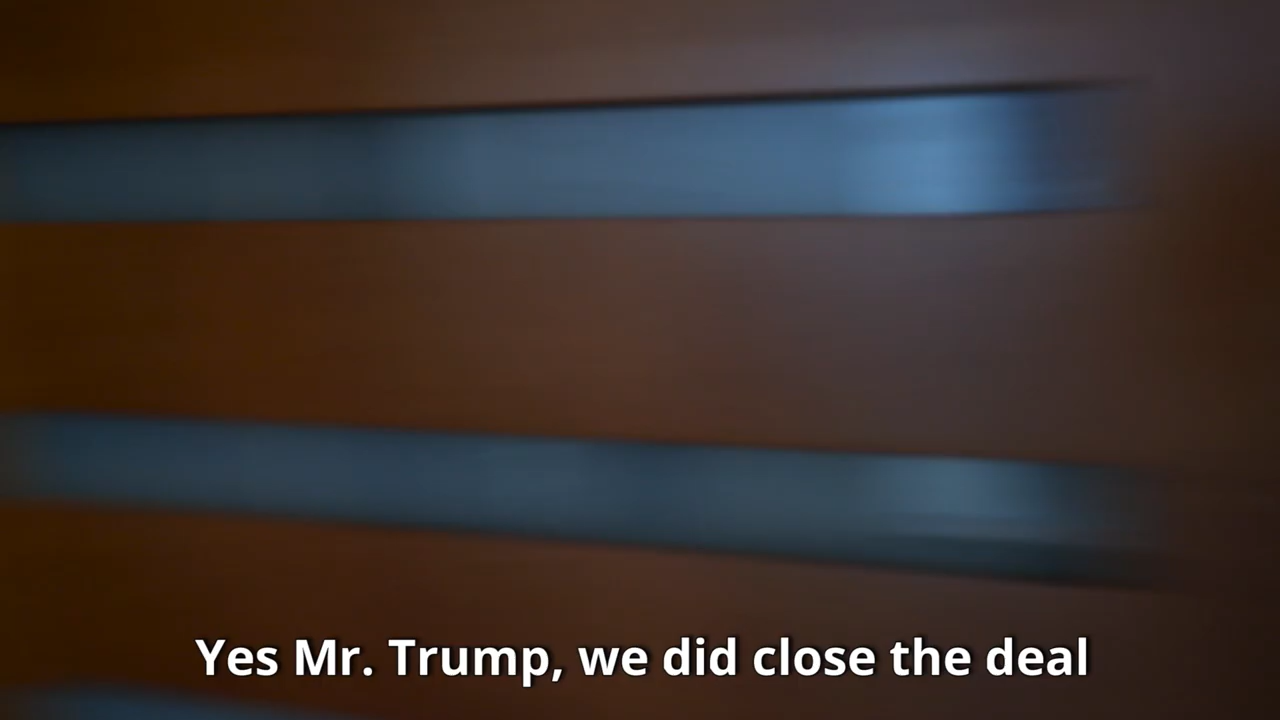 Yes Mr. Trump, we did close the deal